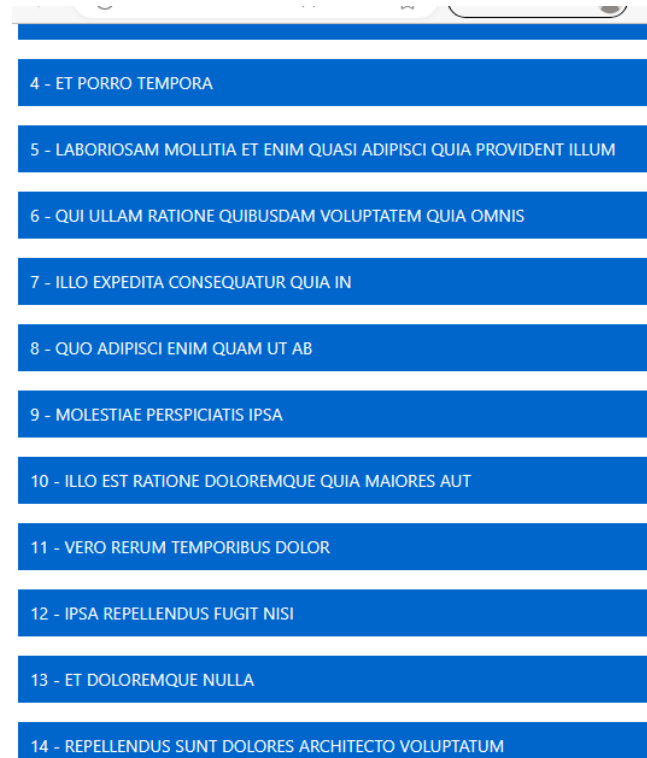 4 - ET PORRO TEMPORA
5 - LABORIOSAM MOLLITIA ET ENIM QUASI ADIPISCI QUIA PROVIDENT ILLUM
6 - QUI ULLAM RATIONE QUIBUSDAM VOLUPTATEM QUIA OMNIS
7 - ILLO EXPEDITA CONSEQUATUR QUIA IN
8 - QUO ADIPISCI ENIM QUAM UT AB
9 - MOLESTIAE PERSPICIATIS IPSA
10 - ILLO EST RATIONE DOLOREMQUE QUIA MAIORES AUT
11 - VERO RERUM TEMPORIBUS DOLOR
12 - IPSA REPELLENDUS FUGIT NISI
13 - ET DOLOREMQUE NULLA
14 - REPELLENDUS SUNT DOLORES ARCHITECTO VOLUPTATUM